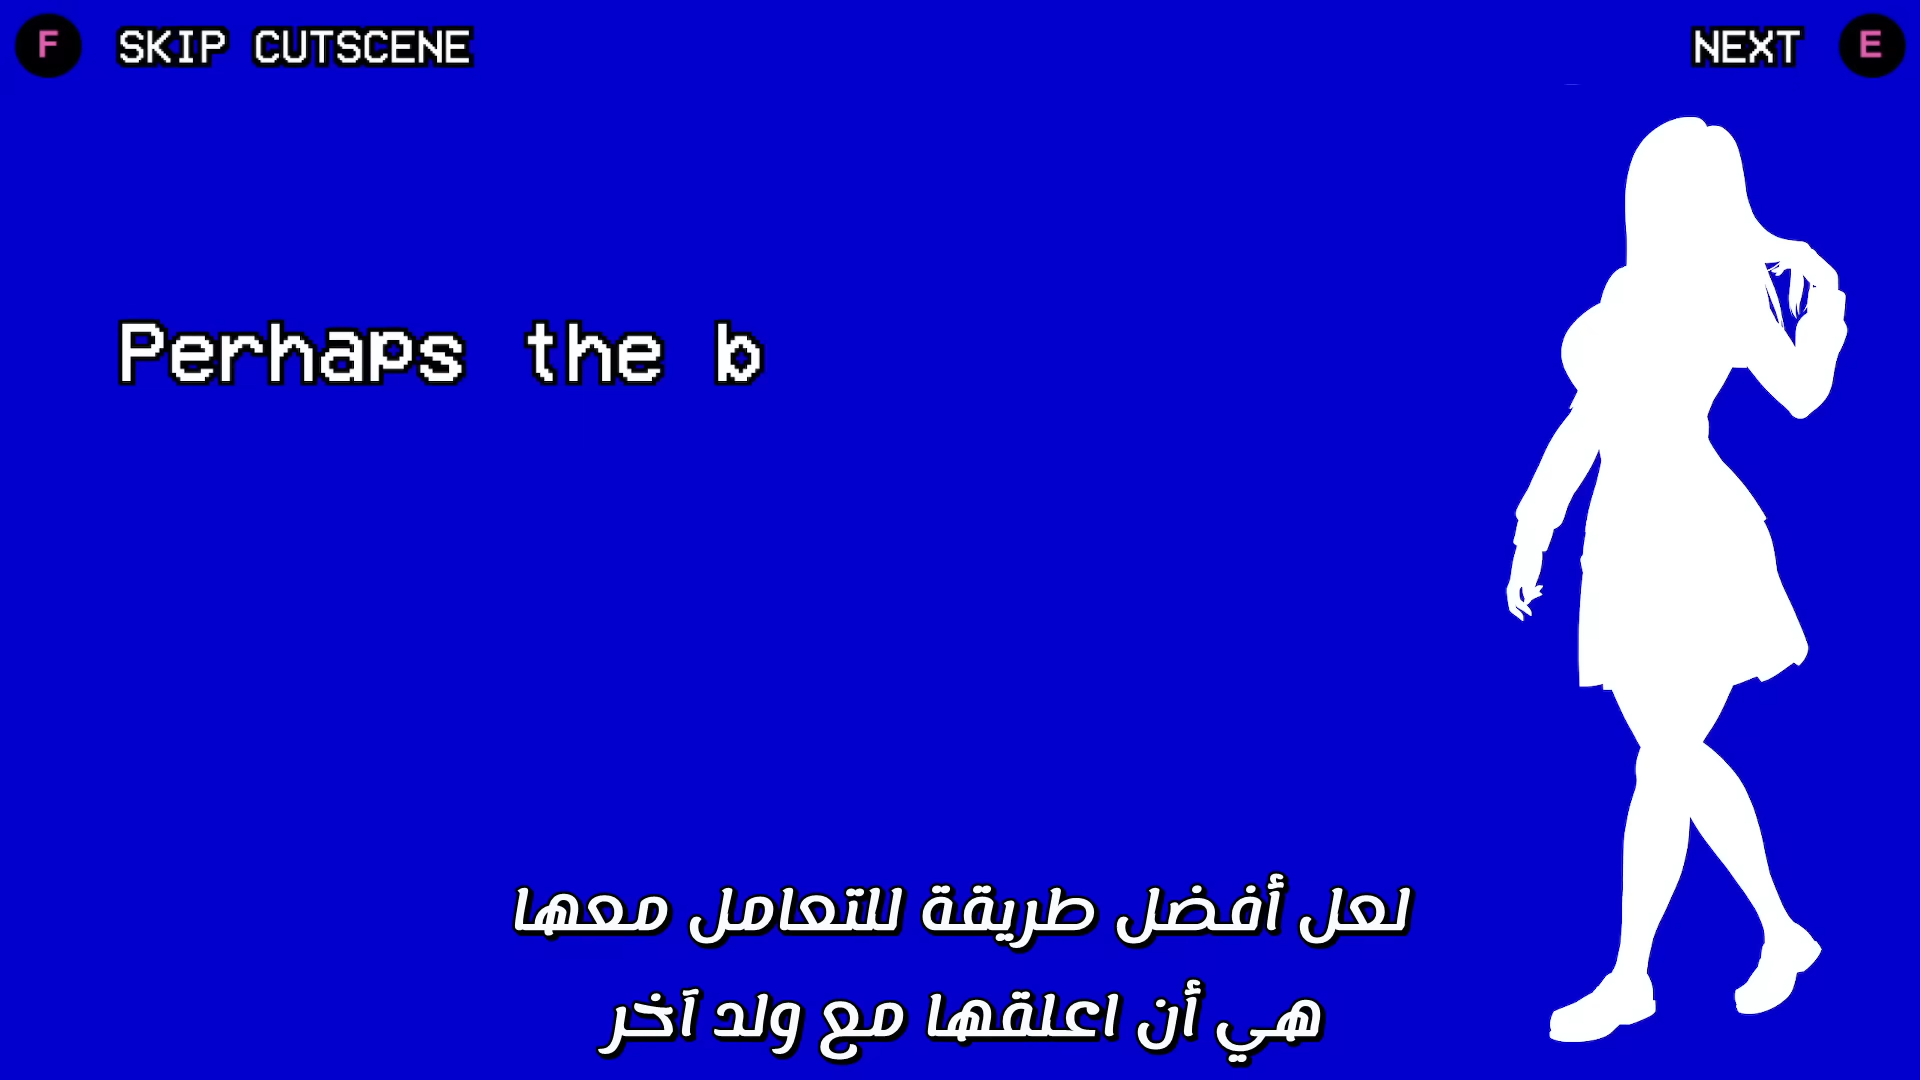 F SKIP CUTSCENE
NEXT E
Perhaps the b
لعل أفضل طريقة للتعامل معها
هي أن اعلقها مع ولد آخر